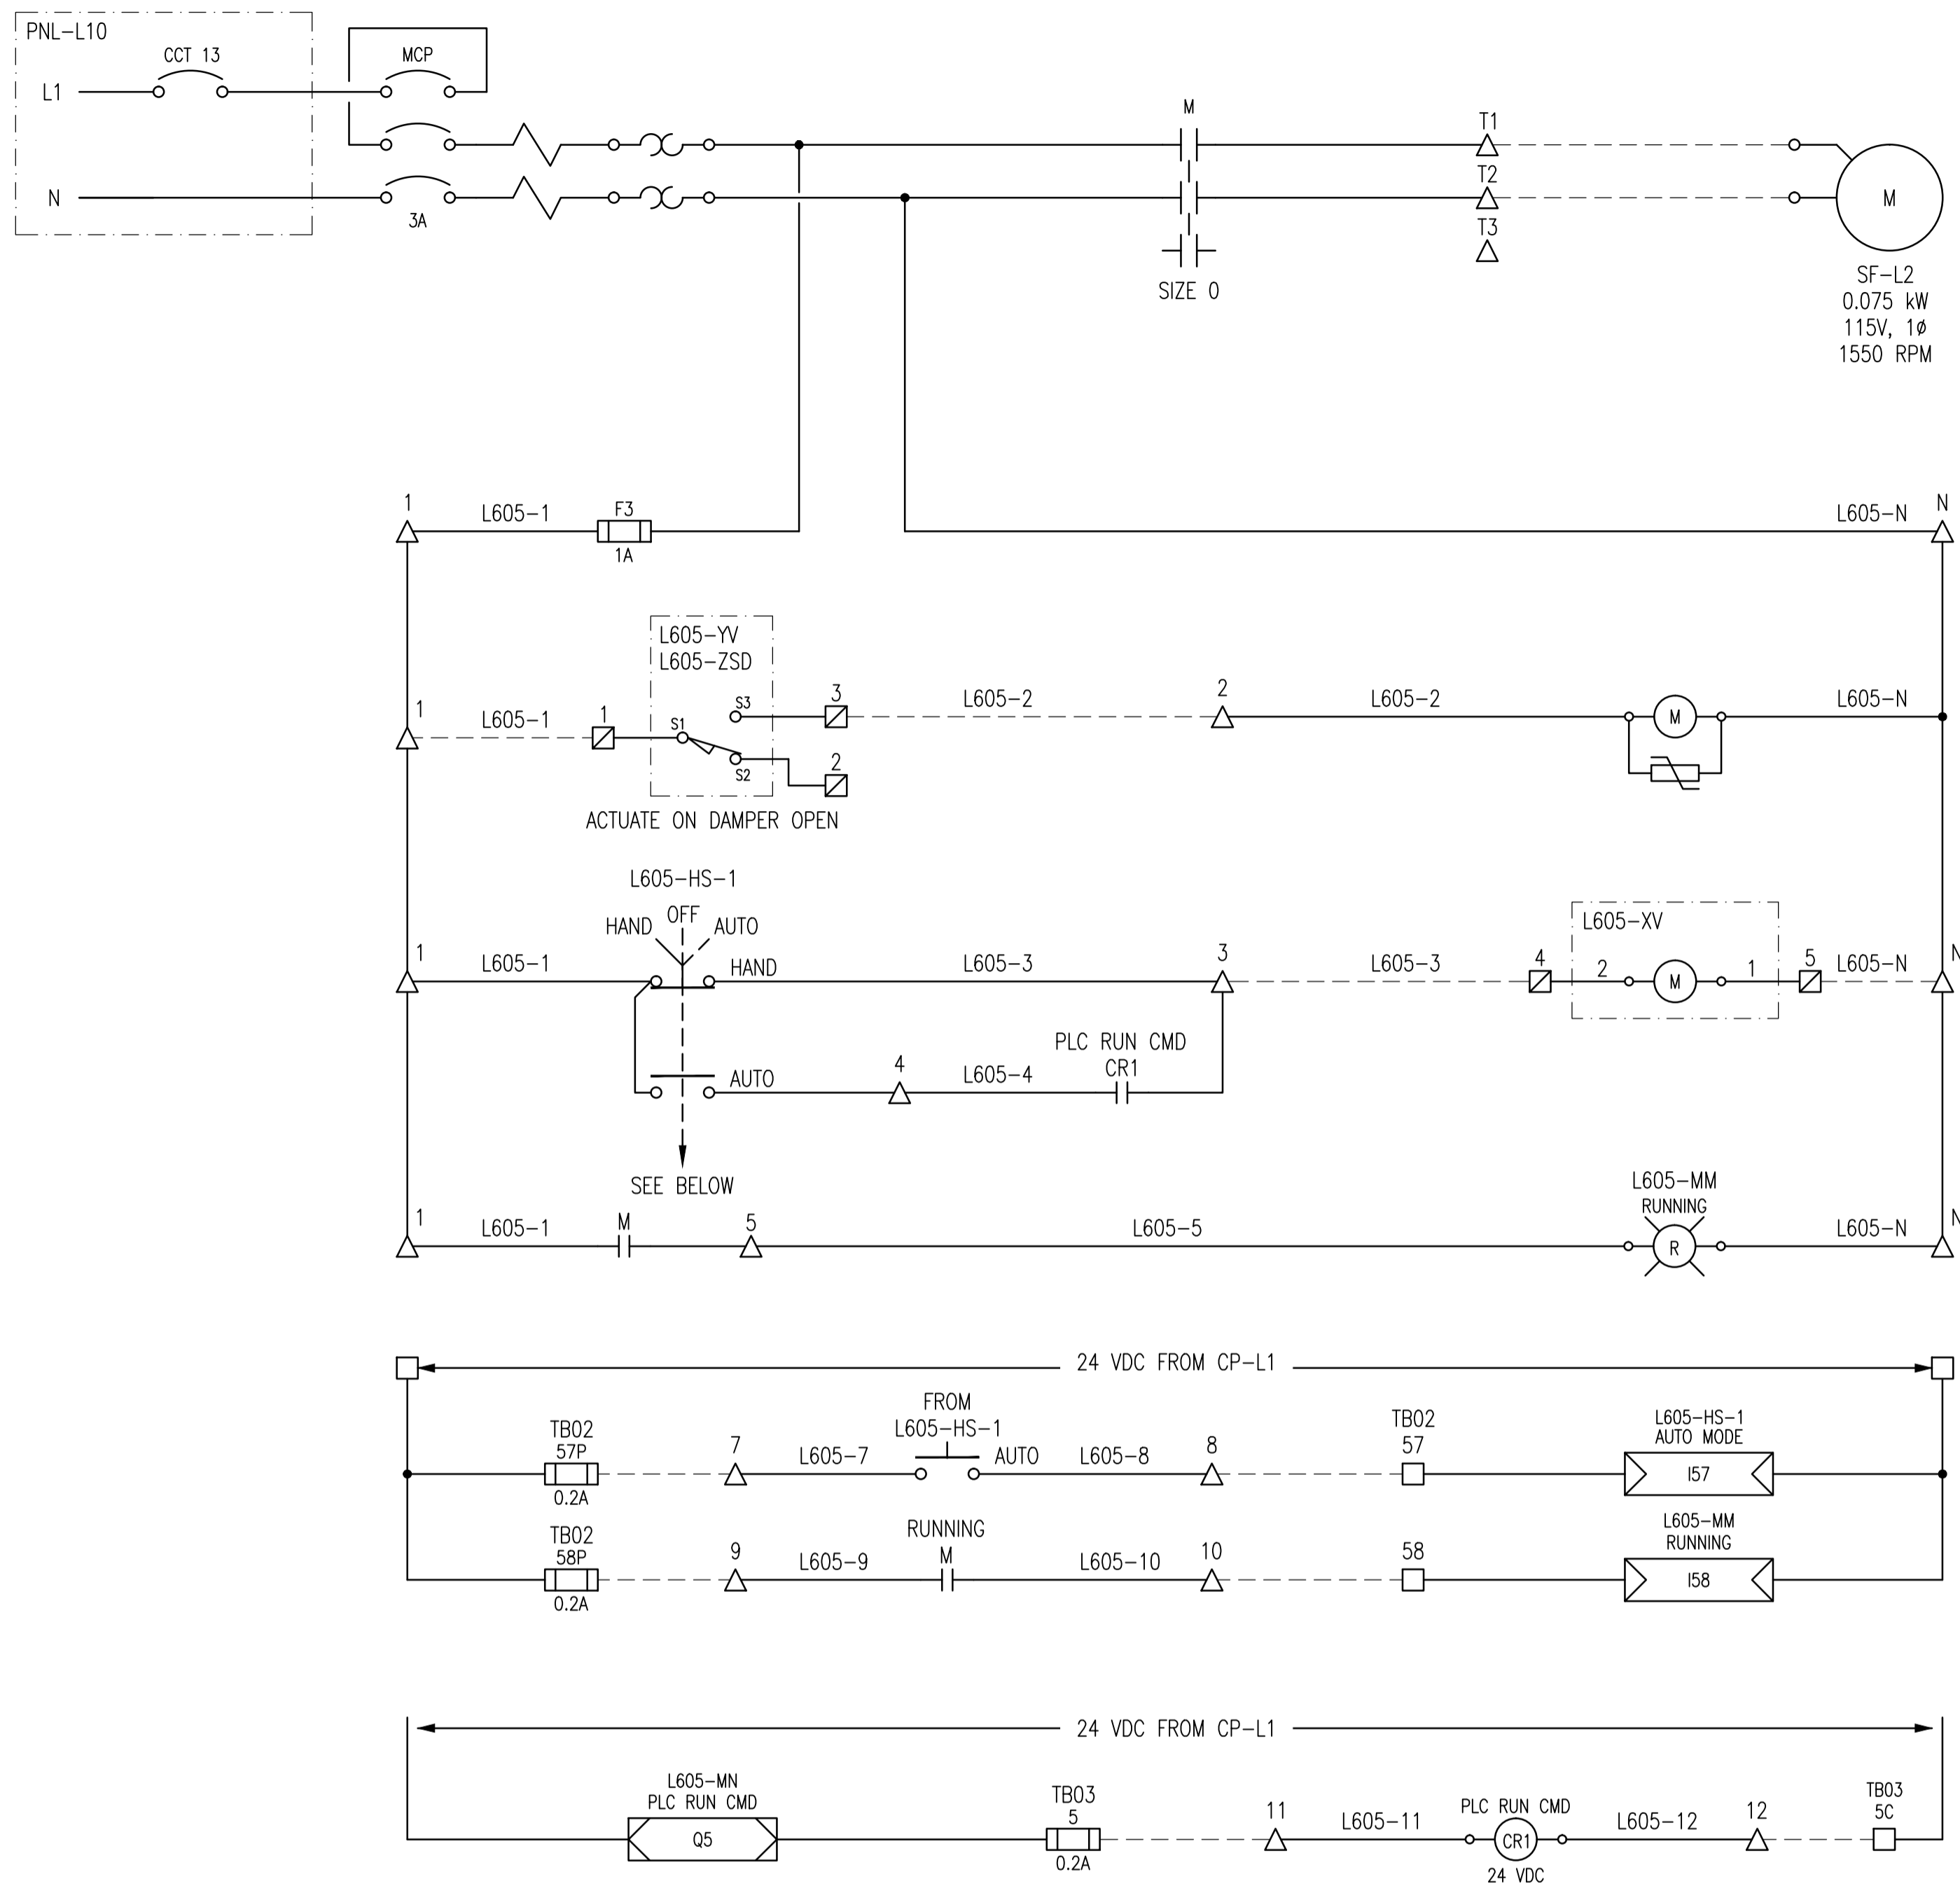 PNL-L10
CCT 13
MCP
L1
M
T1
T2
N
M
3A
T3
SIZE 0
SF-L2
0.075 kW
115V, 1ø
1550 RPM
1
L605-1
F3
L605-N
N
1A
L605-YV
L605-ZSD
1
L605-1
1
S1
S3
3
L605-2
2
L605-2
M
L605-N
S2
2
ACTUATE ON DAMPER OPEN
L605-HS-1
OFF
HAND
AUTO
1
L605-1
HAND
L605-3
3
L605-3
4
L605-XV
2
M
1
5
L605-N
N
PLC RUN CMD
CR1
AUTO
4
L605-4
SEE BELOW
L605-MM
RUNNING
1
L605-1
M
5
L605-5
R
L605-N
N
24 VDC FROM CP-L1
TB02
57P
0.2A
7
L605-7
FROM
L605-HS-1
AUTO
L605-8
8
TB02
57
L605-HS-1
AUTO MODE
I57
TB02
58P
0.2A
9
L605-9
RUNNING
M
L605-10
10
58
L605-MM
RUNNING
I58
24 VDC FROM CP-L1
L605-MN
PLC RUN CMD
Q5
TB03
5
0.2A
11
L605-11
PLC RUN CMD
CR1
24 VDC
L605-12
12
TB03
5C